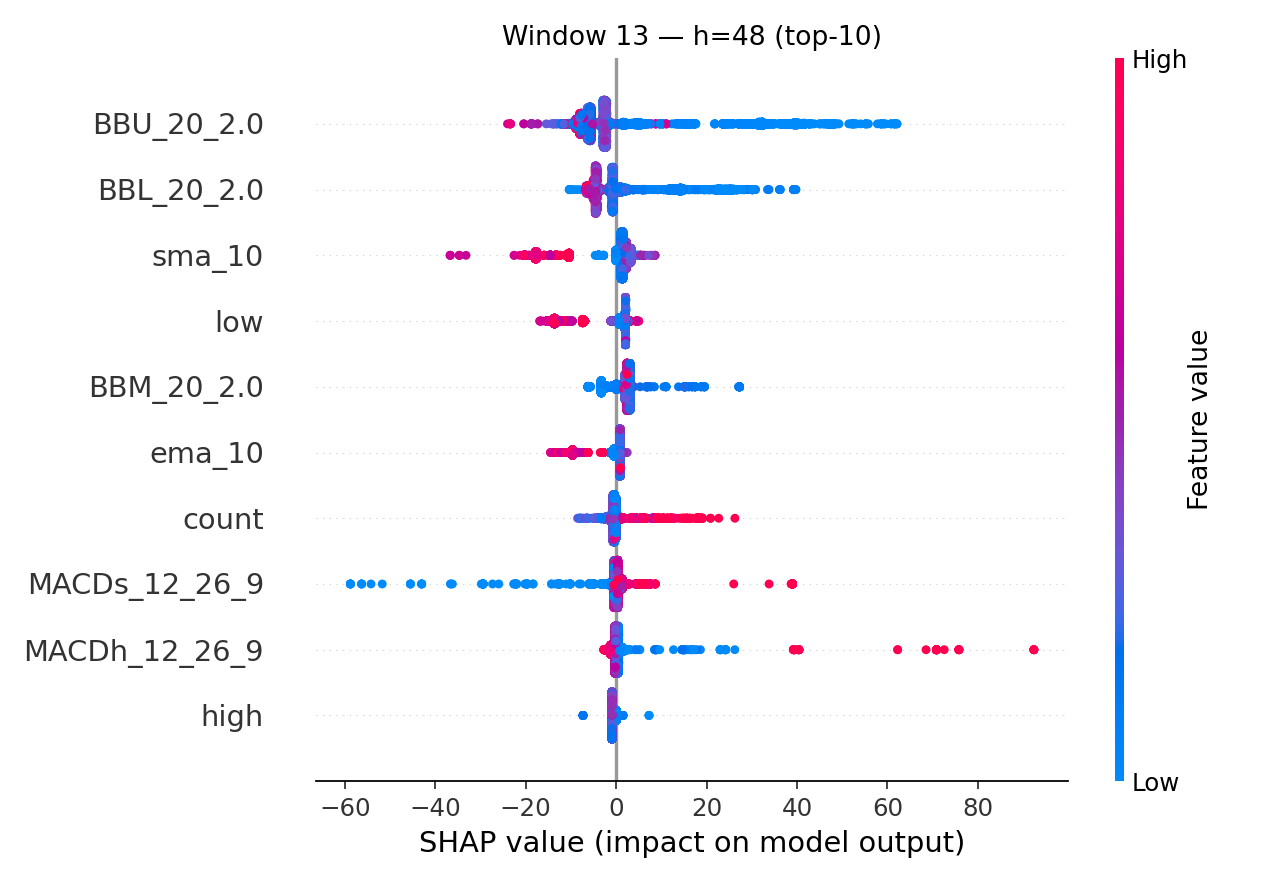 Window 13 — h=48 (top-10)
High
BBU_20_2.0
BBL_20_2.0
sma_10
low
BBM_20_2.0
ema_10
count
MACDs_12_26_9
MACDh_12_26_9
high
Feature value
Low
−60 −40 −20 0 20 40 60 80
SHAP value (impact on model output)